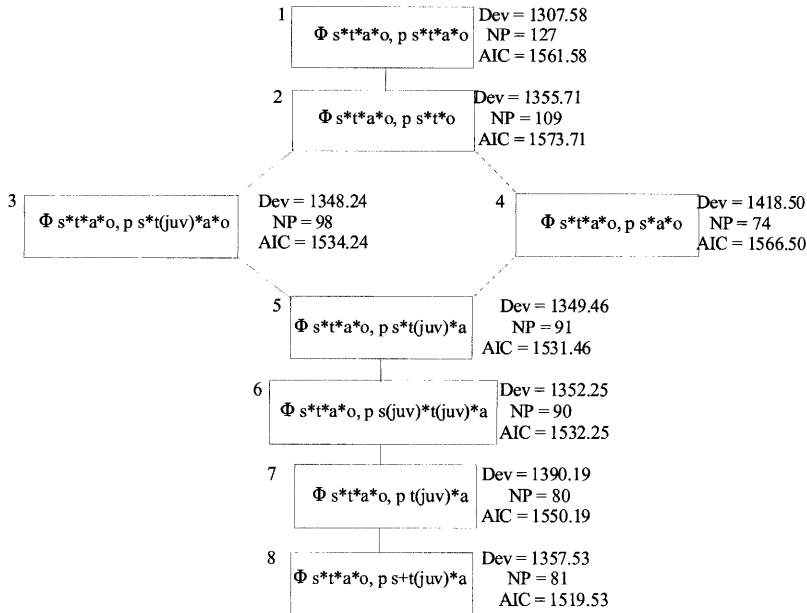 1
Φ s*t*a*o, p s*t*a*o
Dev = 1307.58
NP = 127
AIC = 1561.58
2
Φ s*t*a*o, p s*t*o
Dev = 1355.71
NP = 109
AIC = 1573.71
3
Φ s*t*a*o, p s*t(juv)*a*o
Dev = 1348.24
NP = 98
AIC = 1534.24
4
Φ s*t*a*o, p s*a*o
Dev = 1418.50
NP = 74
AIC = 1566.50
5
Φ s*t*a*o, p s*t(juv)*a
Dev = 1349.46
NP = 91
AIC = 1531.46
6
Φ s*t*a*o, p s(juv)*t(juv)*a
Dev = 1352.25
NP = 90
AIC = 1532.25
7
Φ s*t*a*o, p t(juv)*a
Dev = 1390.19
NP = 80
AIC = 1550.19
8
Φ s*t*a*o, p s+t(juv)*a
Dev = 1357.53
NP = 81
AIC = 1519.53